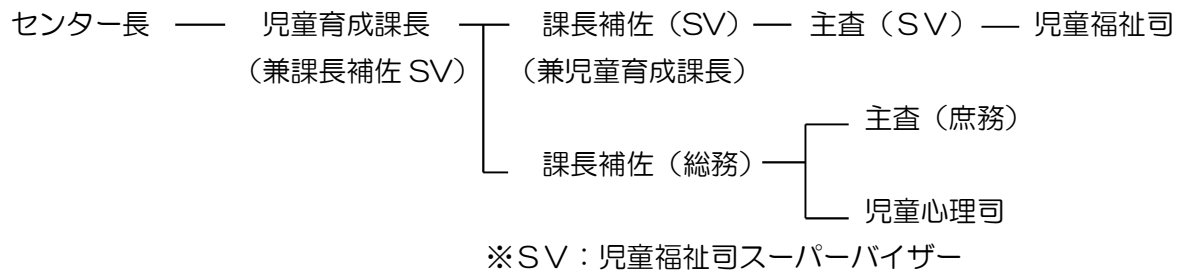 センター長 児童育成課長 課長補佐（SV） 主査（ＳＶ） 児童福祉司
（兼課長補佐 SV） （兼児童育成課長）
主査（庶務）
課長補佐（総務）
児童心理司
※ＳＶ：児童福祉司スーパーバイザー